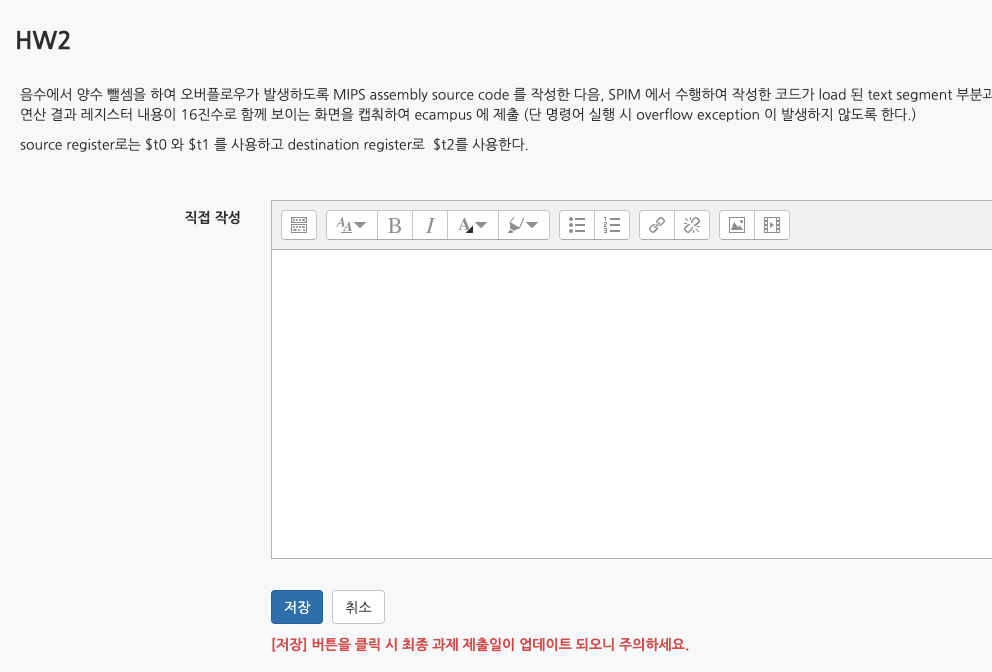 HW2
음수에서 양수 뺄셈을 하여 오버플로우가 발생하도록 MIPS assembly source code 를 작성한 다음, SPIM 에서 수행하여 작성한 코드가 load 된 text segment 부분과
연산 결과 레지스터 내용이 16진수로 함께 보이는 화면을 캡춰하여 ecampus 에 제출 (단 명령어 실행 시 overflow exception 이 발생하지 않도록 한다.)
source register로는 $t0 와 $t1 를 사용하고 destination register로 $t2를 사용한다.
직접 작성
저장 취소
[저장] 버튼을 클릭 시 최종 과제 제출일이 업데이트 되오니 주의하세요.